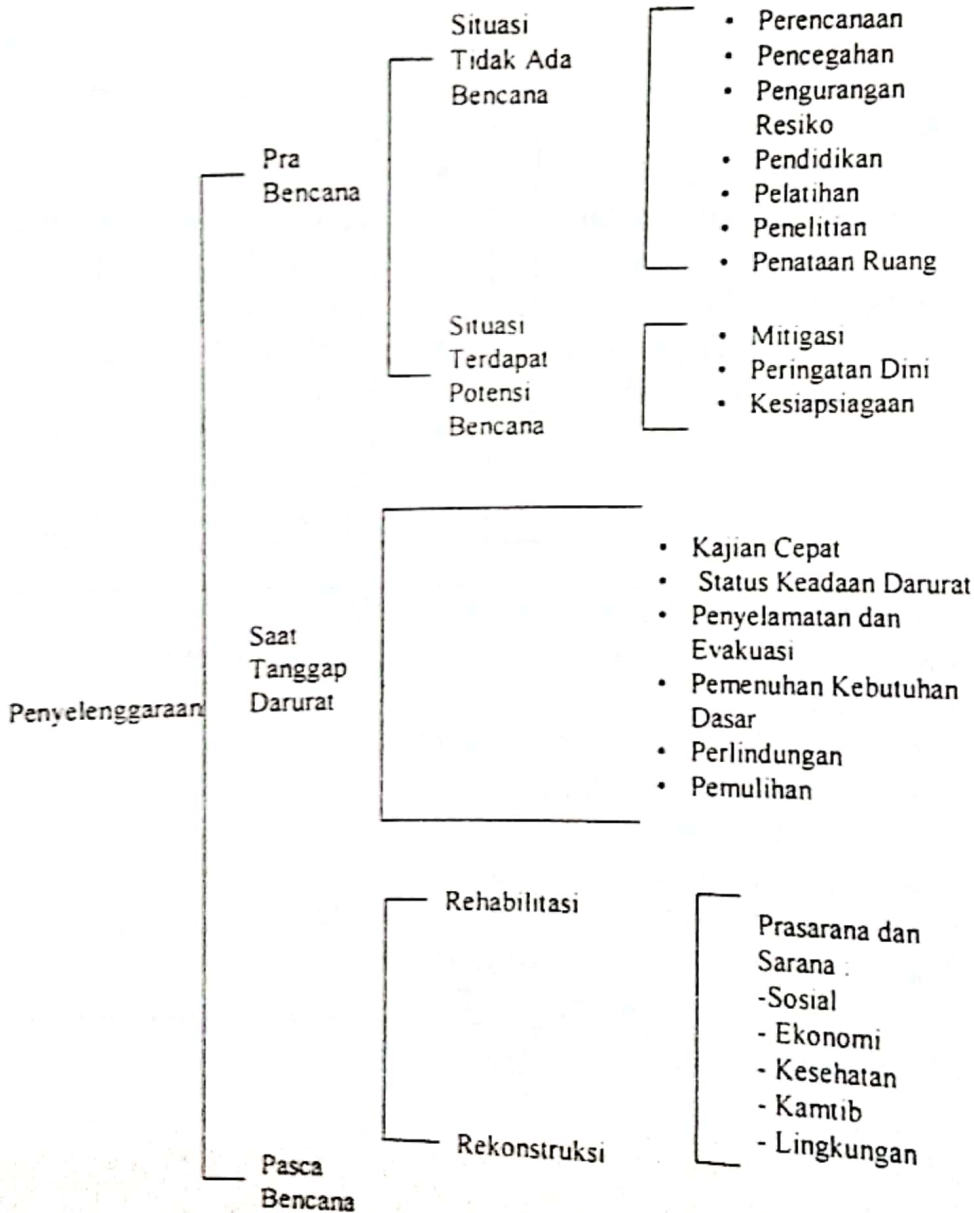 Penyelenggaraan
Pra
Bencana
Situasi
Tidak Ada
Bencana
• Perencanaan
• Pencegahan
• Pengurangan
Resiko
• Pendidikan
• Pelatihan
• Penelitian
• Penataan Ruang
Situasi
Terdapat
Potensi
Bencana
• Mitigasi
• Peringatan Dini
• Kesiapsiagaan
Saat
Tanggap
Darurat
• Kajian Cepat
• Status Keadaan Darurat
• Penyelamatan dan
Evakuasi
• Pemenuhan Kebutuhan
Dasar
• Perlindungan
• Pemulihan
Pasca
Bencana
Rehabilitasi
Rekonstruksi
Prasarana dan
Sarana :
-Sosial
- Ekonomi
- Kesehatan
- Kamtib
- Lingkungan